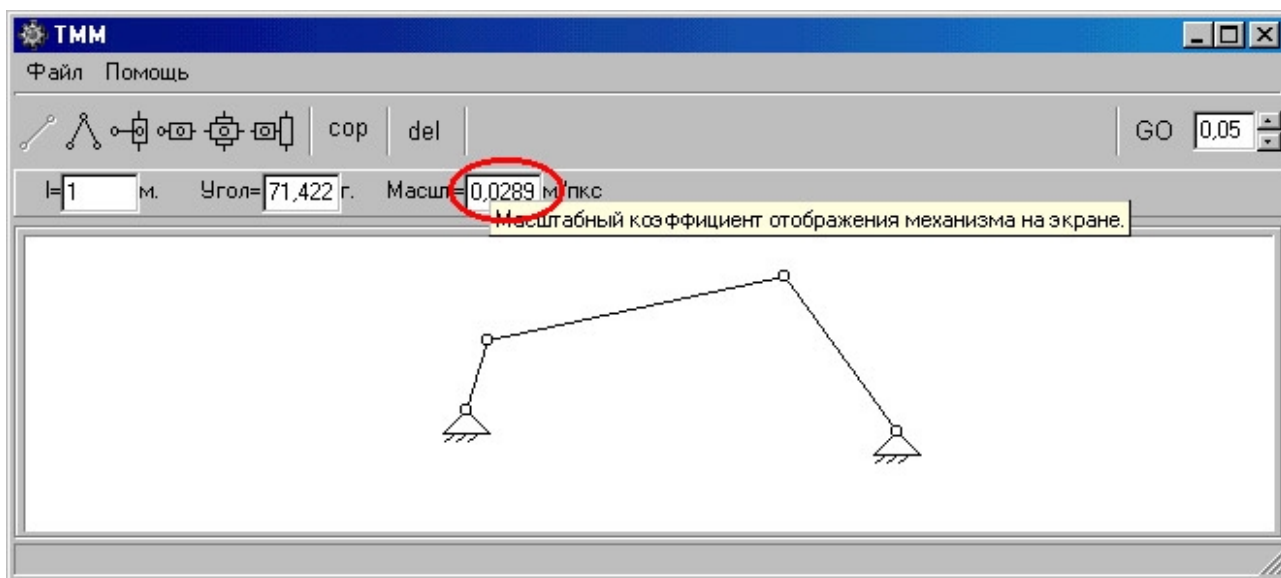 ТММ
Файл Помощь
cop del GO 0,05
l=1 м. Угол=71,422 г. Масшт=0,0289 м/пкс
Масштабный коэффициент отображения механизма на экране.